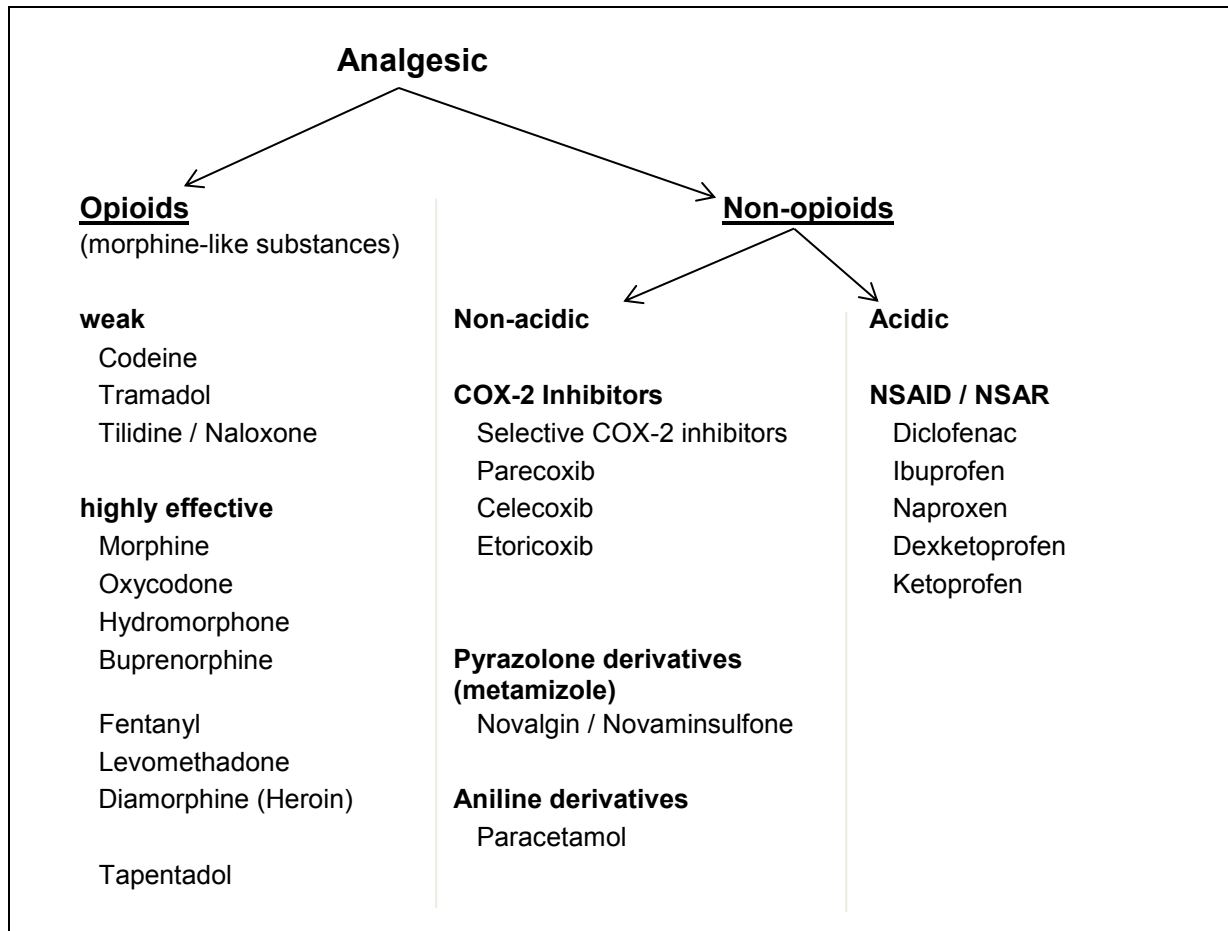 Analgesic
Opioids
(morphine-like substances)
weak
Codeine
Tramadol
Tilidine / Naloxone
highly effective
Morphine
Oxycodone
Hydromorphone
Buprenorphine
Fentanyl
Levomethadone
Diamorphine (Heroin)
Tapentadol
Non-opioids
Non-acidic
COX-2 Inhibitors
Selective COX-2 inhibitors
Parecoxib
Celecoxib
Etoricoxib
Pyrazolone derivatives
(metamizole)
Novalgin / Novaminsulfone
Aniline derivatives
Paracetamol
Acidic
NSAID / NSAR
Diclofenac
Ibuprofen
Naproxen
Dexketoprofen
Ketoprofen